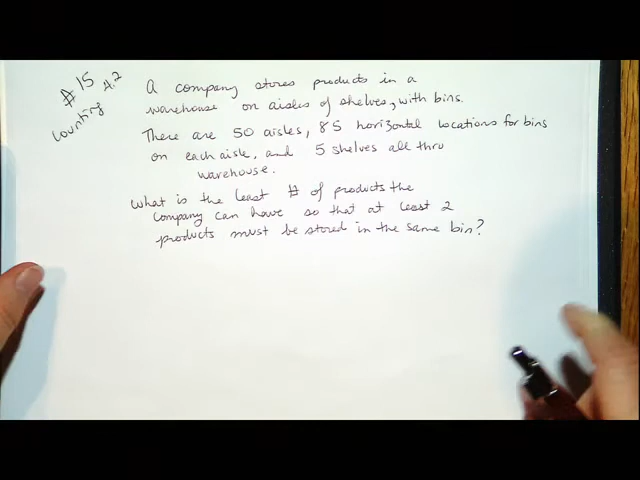 #15 4.2
Counting
A company stores products in a
warehouse on aisles of shelves, with bins.
There are 50 aisles, 85 horizontal locations for bins
on each aisle, and 5 shelves all thru
warehouse.
What is the least # of products the
company can have so that at least 2
products must be stored in the same bin?